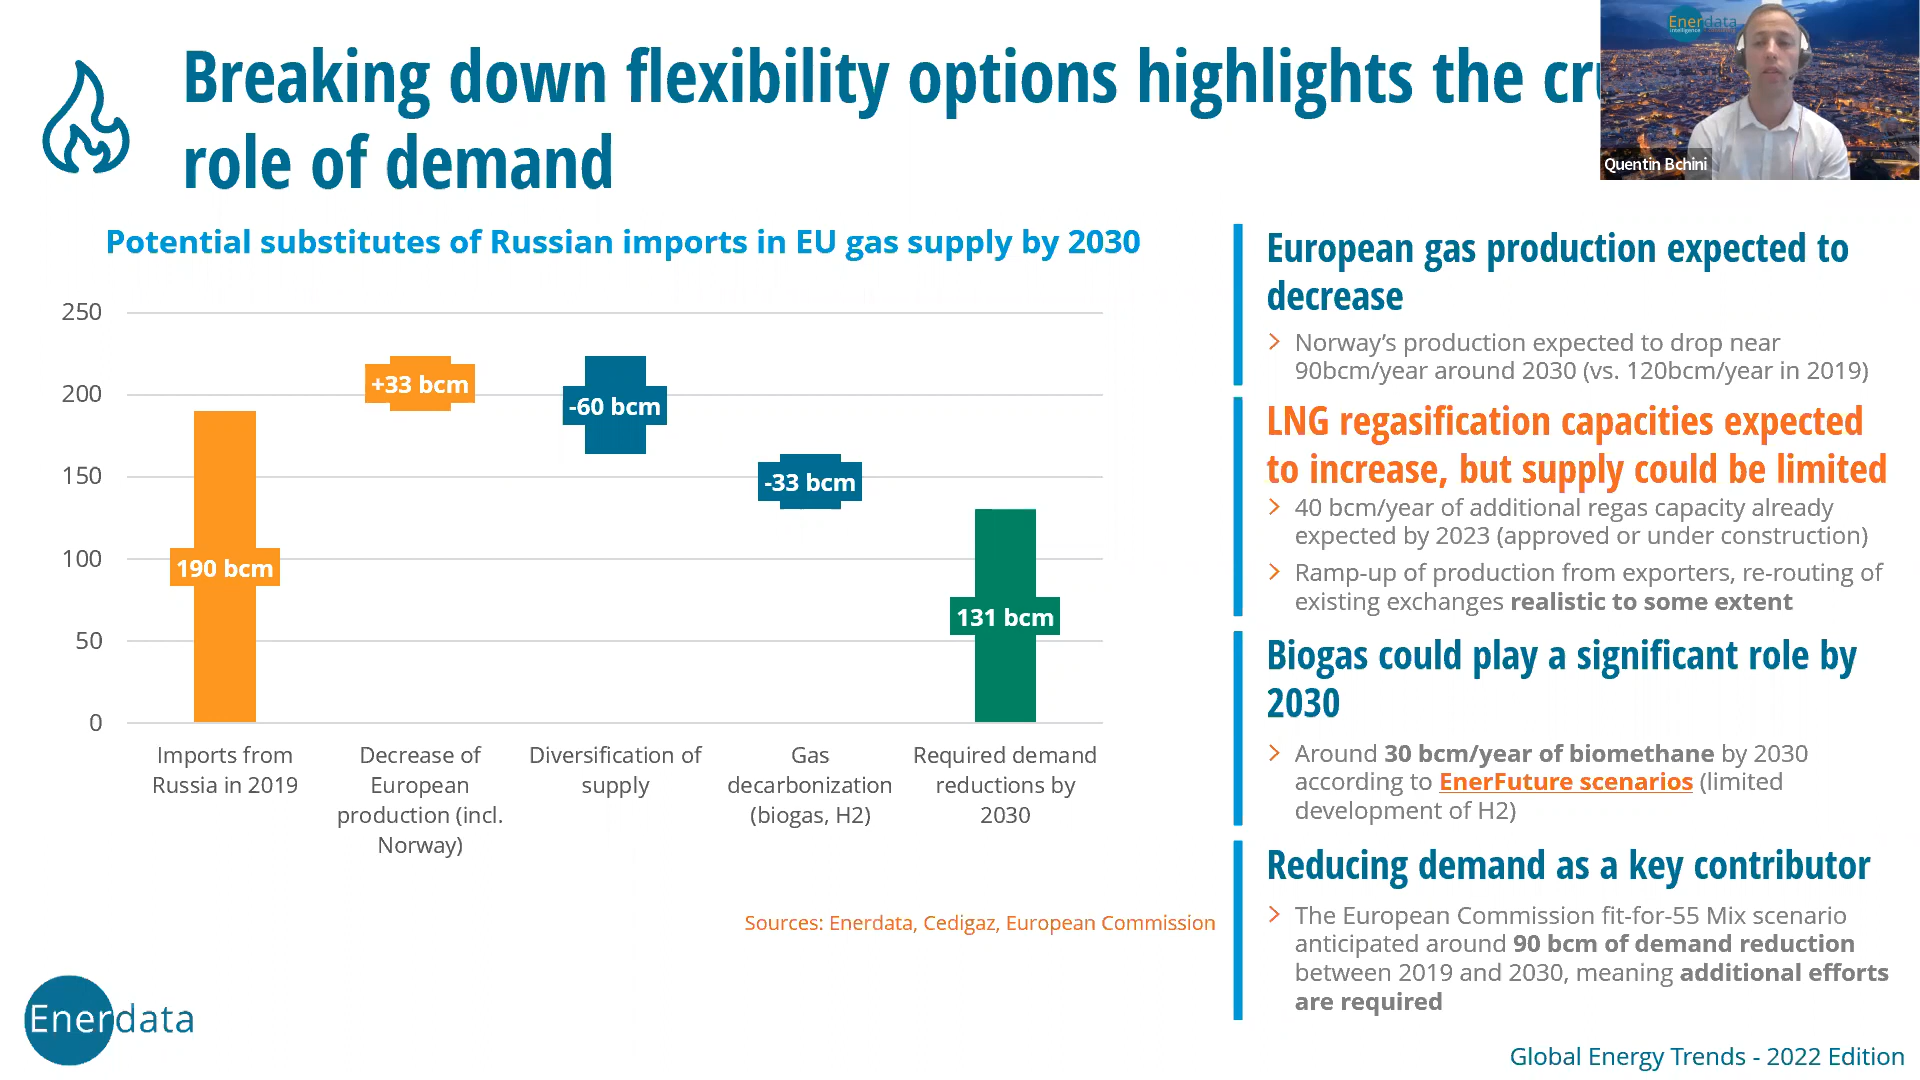 Breaking down flexibility options highlights the
role of demand
Enerdata
Quentin Bchini
Potential substitutes of Russian imports in EU gas supply by 2030
250
200
150
100
50
0
190 bcm
+33 bcm
-60 bcm
-33 bcm
131 bcm
Imports from
Russia in 2019
Decrease of
European
production (incl.
Norway)
Diversification of
supply
Gas
decarbonization
(biogas, H2)
Required demand
reductions by
2030
Sources: Enerdata, Cedigaz, European Commission
European gas production expected to
decrease
Norway’s production expected to drop near
90bcm/year around 2030 (vs. 120bcm/year in 2019)
LNG regasification capacities expected
to increase, but supply could be limited
40 bcm/year of additional regas capacity already
expected by 2023 (approved or under construction)
Ramp-up of production from exporters, re-routing of
existing exchanges realistic to some extent
Biogas could play a significant role by
2030
Around 30 bcm/year of biomethane by 2030
according to EnerFuture scenarios (limited
development of H2)
Reducing demand as a key contributor
The European Commission fit-for-55 Mix scenario
anticipated around 90 bcm of demand reduction
between 2019 and 2030, meaning additional efforts
are required
Enerdata
Global Energy Trends - 2022 Edition